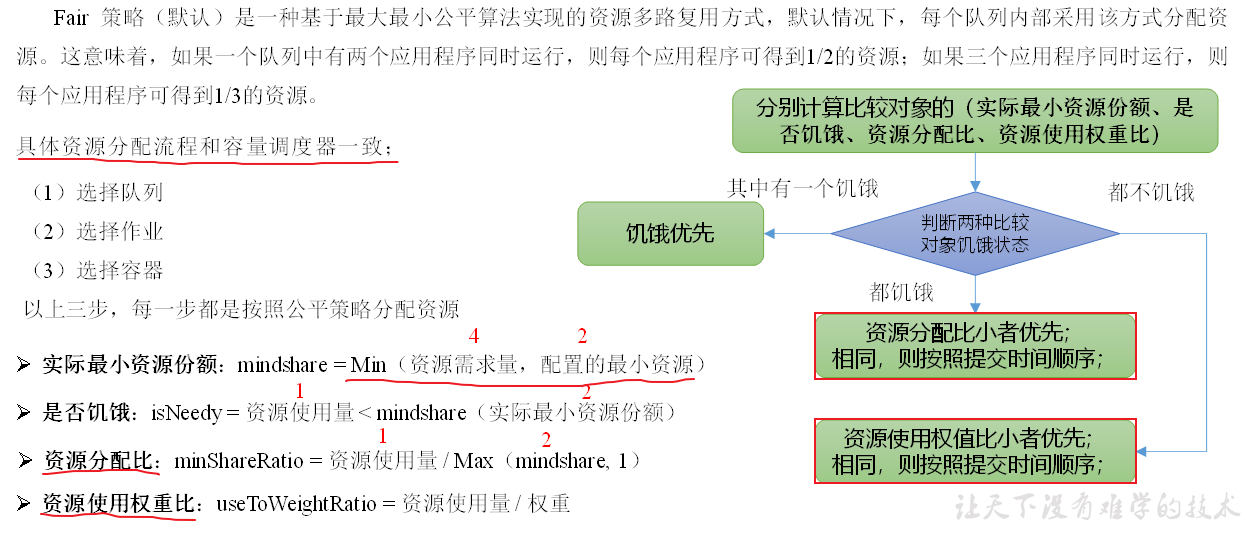 Fair 策略（默认）是一种基于最大最小公平算法实现的资源多路复用方式，默认情况下，每个队列内部采用该方式分配资
源。这意味着，如果一个队列中有两个应用程序同时运行，则每个应用程序可得到1/2的资源；如果三个应用程序同时运行，则
每个应用程序可得到1/3的资源。
具体资源分配流程和容量调度器一致；
（1）选择队列
（2）选择作业
（3）选择容器
以上三步，每一步都是按照公平策略分配资源
4 2
➢ 实际最小资源份额：mindshare = Min（资源需求量，配置的最小资源）
1 2
➢ 是否饥饿：isNeedy = 资源使用量 < mindshare（实际最小资源份额）
1 2
➢ 资源分配比：minShareRatio = 资源使用量 / Max（mindshare, 1）
➢ 资源使用权重比：useToWeightRatio = 资源使用量 / 权重
分别计算比较对象的（实际最小资源份额、是
否饥饿、资源分配比、资源使用权重比）
其中有一个饥饿
都不饥饿
饥饿优先
判断两种比较
对象饥饿状态
都饥饿
资源分配比小者优先；
相同，则按照提交时间顺序；
资源使用权值比小者优先；
相同，则按照提交时间顺序；
让天下没有难学的技术